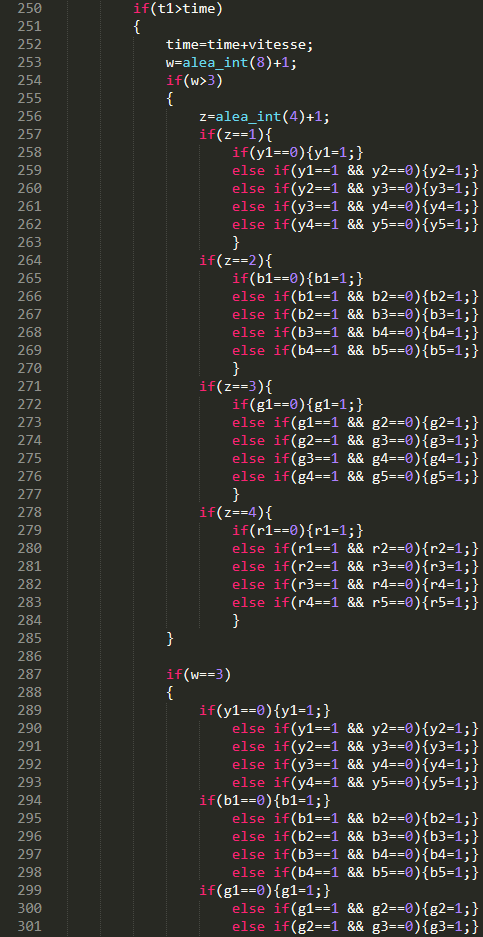 250 if(t1>time)
251 {
252 time=time+vitesse;
253 w=alea_int(8)+1;
254 if(w>3)
255 {
256 z=alea_int(4)+1;
257 if(z==1){
258 if(y1==0){y1=1;}
259 else if(y1==1 && y2==0){y2=1;}
260 else if(y2==1 && y3==0){y3=1;}
261 else if(y3==1 && y4==0){y4=1;}
262 else if(y4==1 && y5==0){y5=1;}
263 }
264 if(z==2){
265 if(b1==0){b1=1;}
266 else if(b1==1 && b2==0){b2=1;}
267 else if(b2==1 && b3==0){b3=1;}
268 else if(b3==1 && b4==0){b4=1;}
269 else if(b4==1 && b5==0){b5=1;}
270 }
271 if(z==3){
272 if(g1==0){g1=1;}
273 else if(g1==1 && g2==0){g2=1;}
274 else if(g2==1 && g3==0){g3=1;}
275 else if(g3==1 && g4==0){g4=1;}
276 else if(g4==1 && g5==0){g5=1;}
277 }
278 if(z==4){
279 if(r1==0){r1=1;}
280 else if(r1==1 && r2==0){r2=1;}
281 else if(r2==1 && r3==0){r3=1;}
282 else if(r3==1 && r4==0){r4=1;}
283 else if(r4==1 && r5==0){r5=1;}
284 }
285 }
286
287 if(w==3)
288 {
289 if(y1==0){y1=1;}
290 else if(y1==1 && y2==0){y2=1;}
291 else if(y2==1 && y3==0){y3=1;}
292 else if(y3==1 && y4==0){y4=1;}
293 else if(y4==1 && y5==0){y5=1;}
294 if(b1==0){b1=1;}
295 else if(b1==1 && b2==0){b2=1;}
296 else if(b2==1 && b3==0){b3=1;}
297 else if(b3==1 && b4==0){b4=1;}
298 else if(b4==1 && b5==0){b5=1;}
299 if(g1==0){g1=1;}
300 else if(g1==1 && g2==0){g2=1;}
301 else if(g2==1 && g3==0){g3=1;}